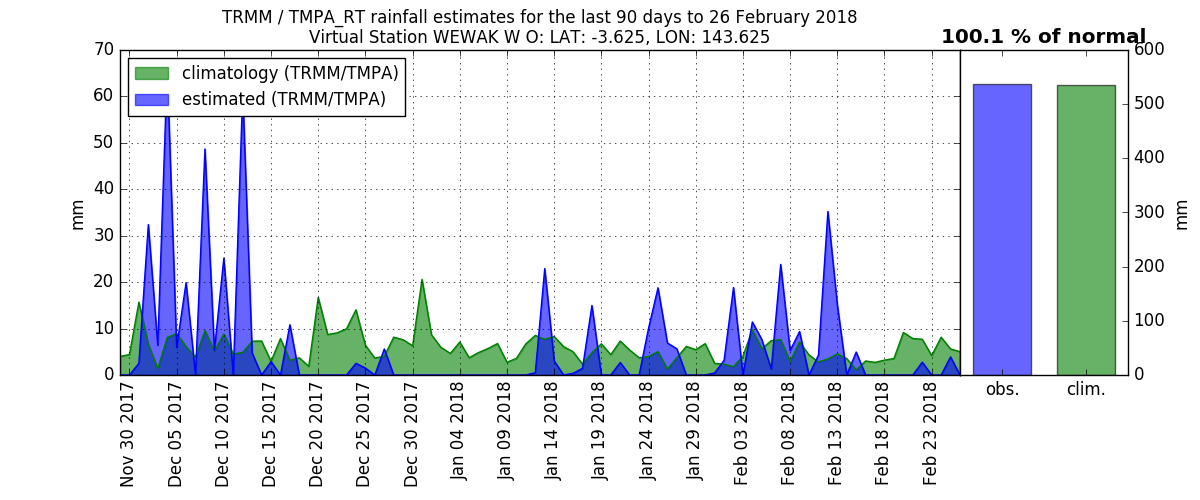 TRMM / TMPA_RT rainfall estimates for the last 90 days to 26 February 2018
Virtual Station WEWAK W O: LAT: -3.625, LON: 143.625
100.1 % of normal
climatology (TRMM/TMPA)
estimated (TRMM/TMPA)
70
60
50
40
30
20
10
0
mm
Nov 30 2017
Dec 05 2017
Dec 10 2017
Dec 15 2017
Dec 20 2017
Dec 25 2017
Dec 30 2017
Jan 04 2018
Jan 09 2018
Jan 14 2018
Jan 19 2018
Jan 24 2018
Jan 29 2018
Feb 03 2018
Feb 08 2018
Feb 13 2018
Feb 18 2018
Feb 23 2018
obs.
clim.
600
500
400
300
200
100
0
mm